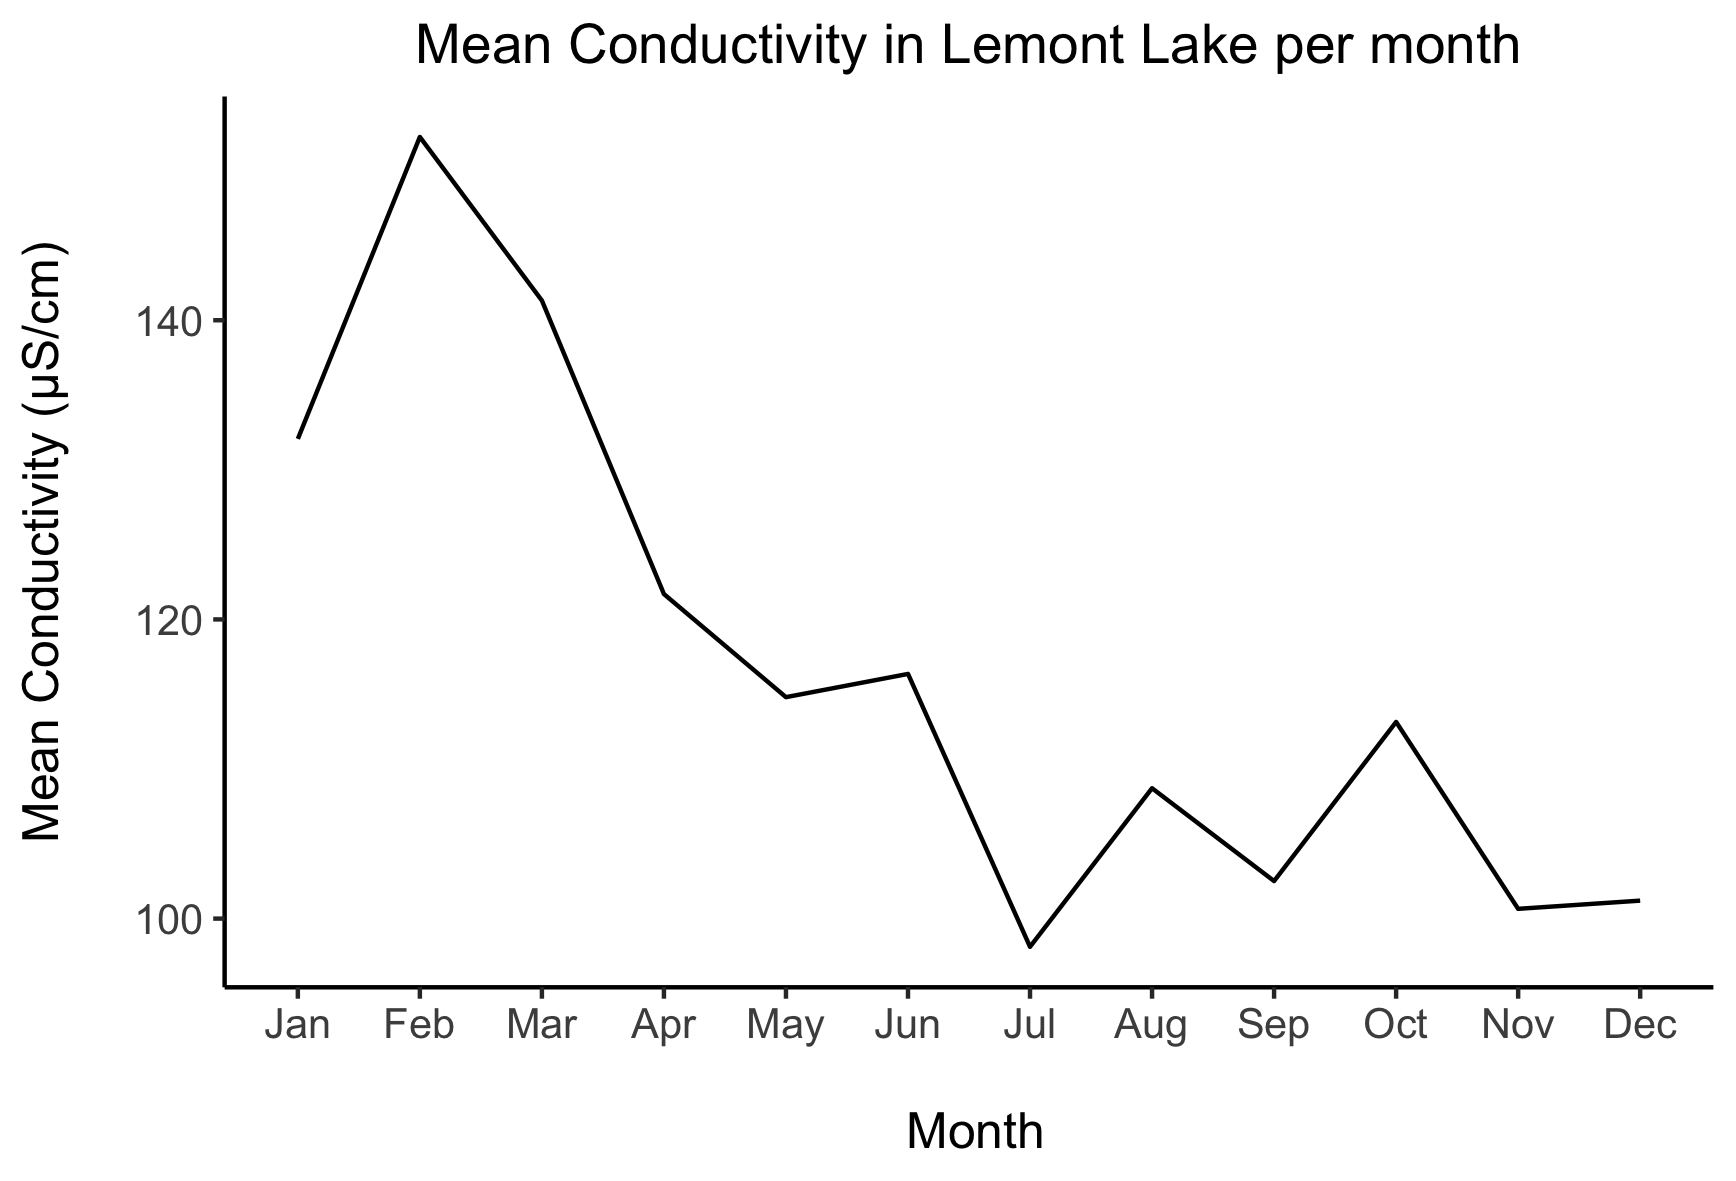 Mean Conductivity in Lemont Lake per month
Mean Conductivity (µS/cm)
140
120
100
Jan Feb Mar Apr May Jun Jul Aug Sep Oct Nov Dec
Month